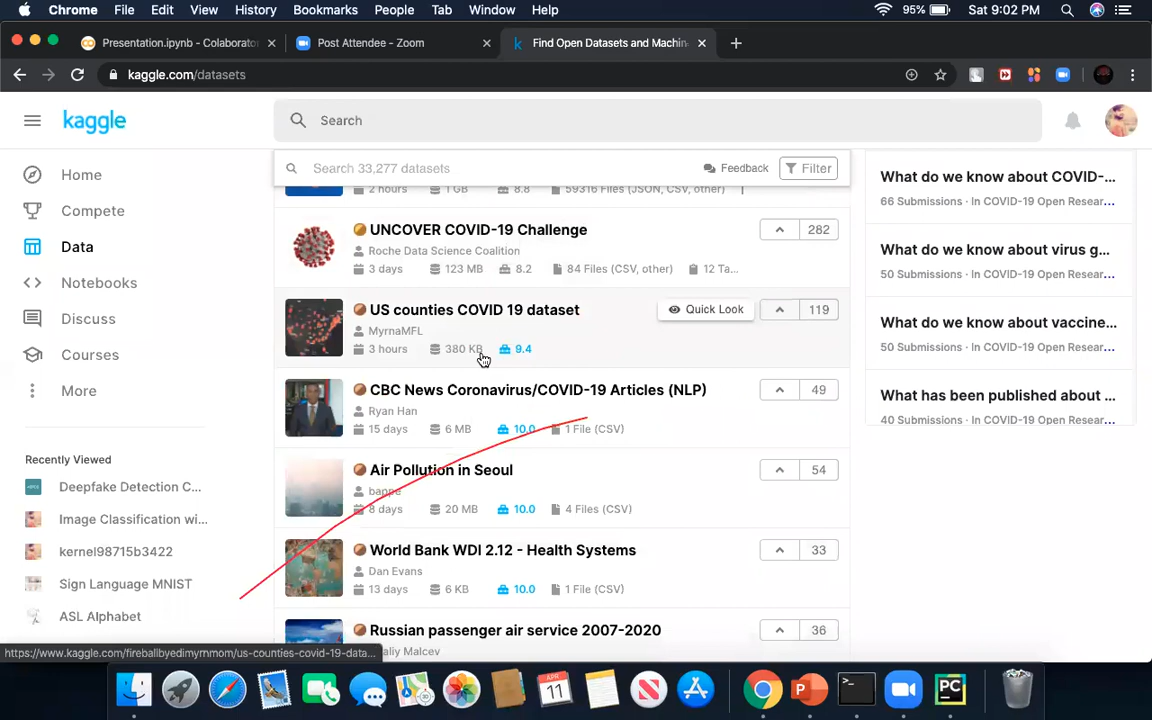 Chrome File Edit View History Bookmarks People Tab Window Help 95% Sat 9:02 PM
Presentation.ipynb - Colaborator Post Attendee - Zoom Find Open Datasets and Machin
kaggle.com/datasets
kaggle Search
Search 33,277 datasets Feedback Filter
2 hours 1 GB 8.8 59316 Files (JSON, CSV, other)
Home
Compete
Data
Notebooks
Discuss
Courses
More
Recently Viewed
Deepfake Detection C...
Image Classification wi...
kernel98715b3422
Sign Language MNIST
ASL Alphabet
UNCOVER COVID-19 Challenge 282
Roche Data Science Coalition
3 days 123 MB 8.2 84 Files (CSV, other) 12 Ta...
US counties COVID 19 dataset Quick Look 119
MyrnaMFL
3 hours 380 KB 9.4
CBC News Coronavirus/COVID-19 Articles (NLP) 49
Ryan Han
15 days 6 MB 10.0 1 File (CSV)
Air Pollution in Seoul 54
bappe
8 days 20 MB 10.0 4 Files (CSV)
World Bank WDI 2.12 - Health Systems 33
Dan Evans
13 days 6 KB 10.0 1 File (CSV)
Russian passenger air service 2007-2020 36
Malcev
What do we know about COVID-...
66 Submissions · In COVID-19 Open Resear...
What do we know about virus g...
50 Submissions · In COVID-19 Open Resear...
What do we know about vaccine...
50 Submissions · In COVID-19 Open Resear...
What has been published about ...
40 Submissions · In COVID-19 Open Resear...
https://www.kaggle.com/fireballbyedimyrnmom/us-counties-covid-19-data...
APR
11
PC